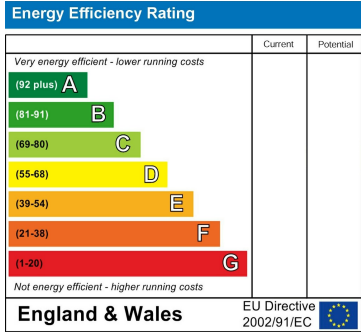 Energy Efficiency Rating
Current Potential
Very energy efficient - lower running costs
(92 plus) A
(81-91) B
(69-80) C
(55-68) D
(39-54) E
(21-38) F
(1-20) G
Not energy efficient - higher running costs
England & Wales
EU Directive
2002/91/EC